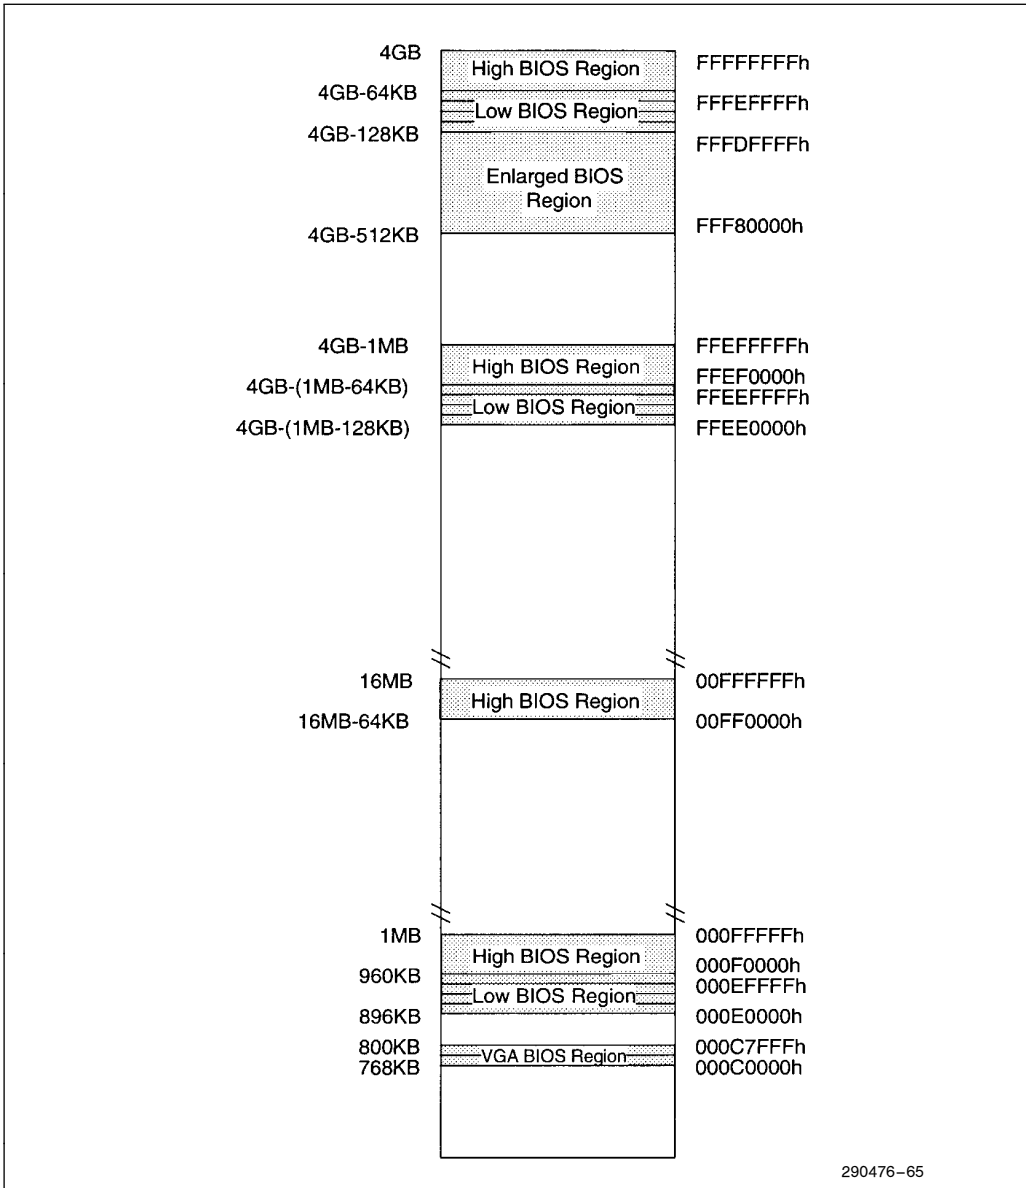 4GB
High BIOS Region
FFFFFFFFh
4GB-64KB
FFFEFFFFh
Low BIOS Region
4GB-128KB
FFFDFFFFh
Enlarged BIOS
Region
4GB-512KB
FFF80000h
4GB-1MB
FFEFFFFFh
High BIOS Region
FFEF0000h
4GB-(1MB-64KB)
FFEEFFFFh
Low BIOS Region
4GB-(1MB-128KB)
FFEE0000h
16MB
00FFFFFFh
High BIOS Region
16MB-64KB
00FF0000h
1MB
000FFFFFh
High BIOS Region
000F0000h
960KB
000EFFFFh
Low BIOS Region
896KB
000E0000h
800KB
000C7FFFh
VGA BIOS Region
768KB
000C0000h
290476–65